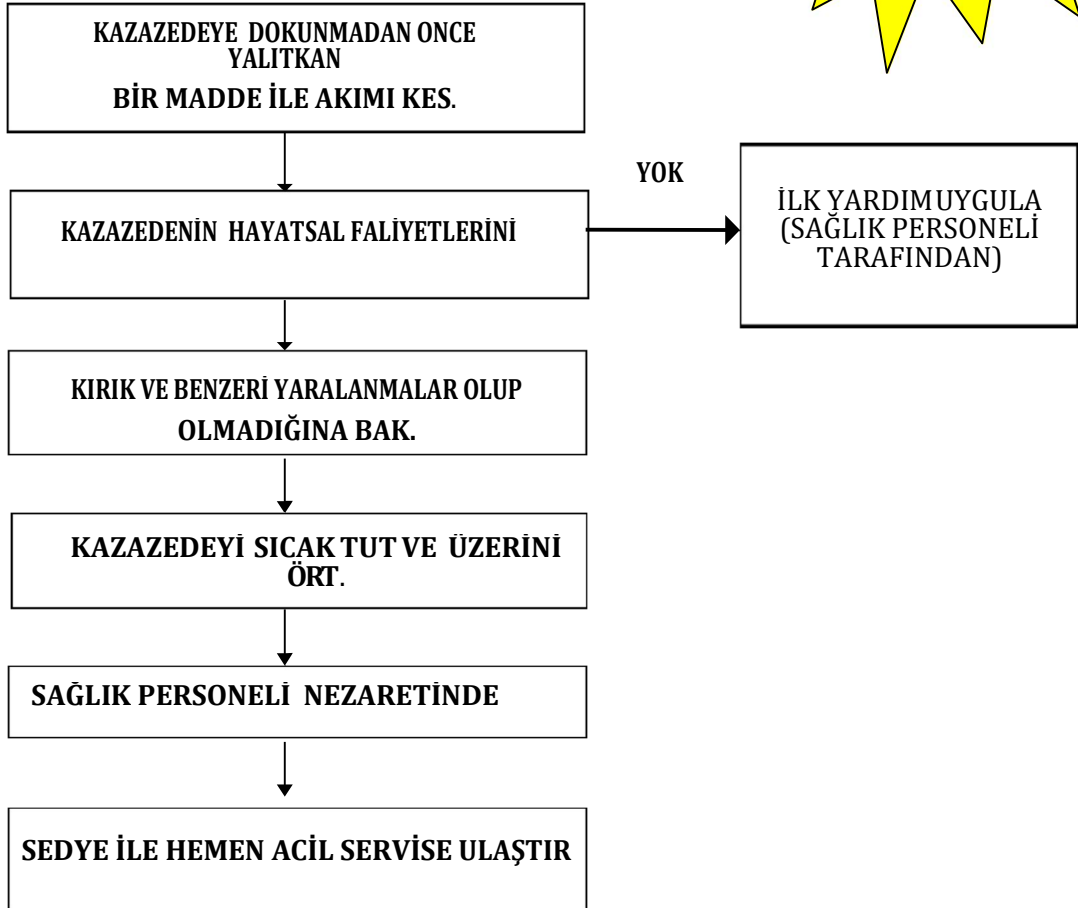 KAZAZEDEYE DOKUNMADAN ONCE
YALITKAN
BİR MADDE İLE AKIMI KES.
YOK
KAZAZEDENİN HAYATSAL FALİYETLERİNİ
İLK YARDIM UYGULA
(SAĞLIK PERSONELİ
TARAFINDAN)
KIRIK VE BENZERİ YARALANMALAR OLUP
OLMADIĞINA BAK.
KAZAZEDEYİ SICAK TUT VE ÜZERİNİ
ÖRT.
SAĞLIK PERSONELİ NEZARETİNDE
SEDYE İLE HEMEN ACİL SERVİSE ULAŞTIR